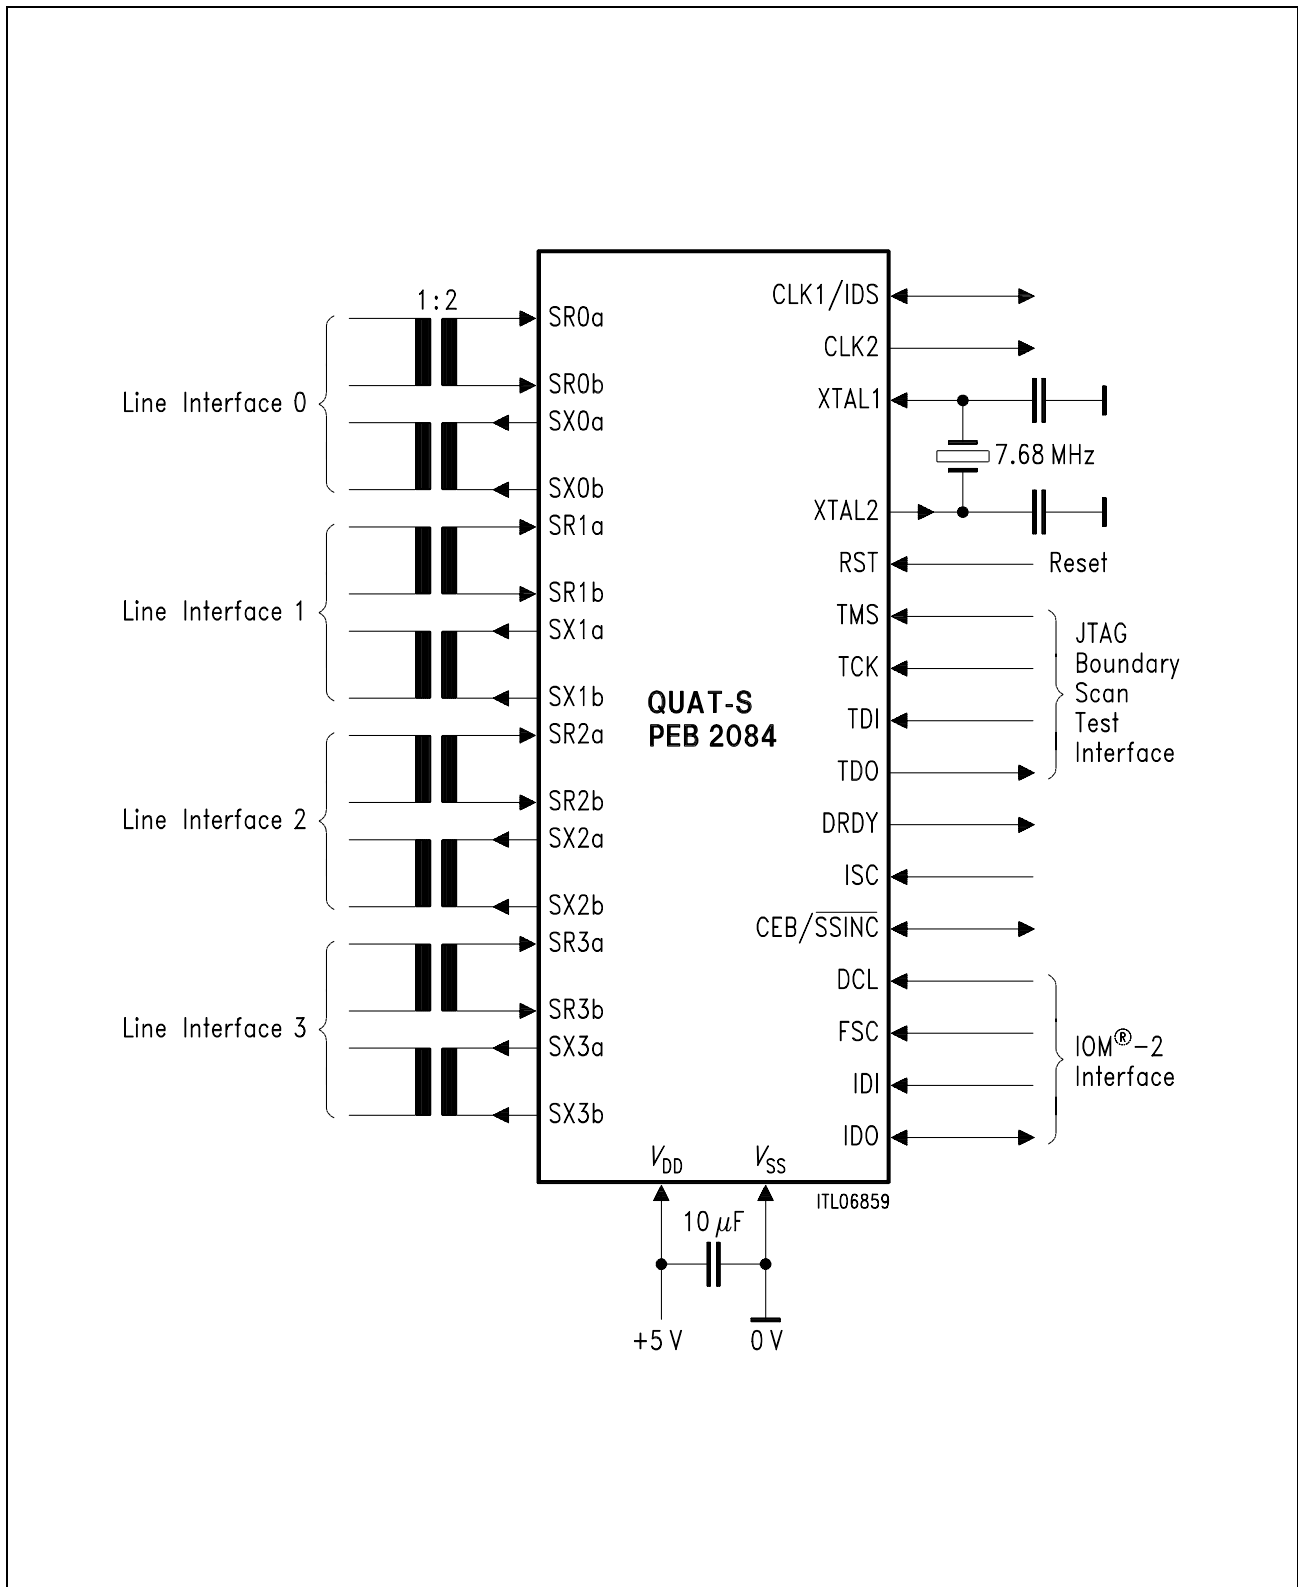 1:2
Line Interface 0
Line Interface 1
Line Interface 2
Line Interface 3
SR0a
SR0b
SX0a
SX0b
SR1a
SR1b
SX1a
SX1b
SR2a
SR2b
SX2a
SX2b
SR3a
SR3b
SX3a
SX3b
QUAT-S
PEB 2084
CLK1/IDS
CLK2
XTAL1
XTAL2
RST
TMS
TCK
TDI
TDO
DRDY
ISC
CEB/SSINC
DCL
FSC
IDI
IDO
7.68 MHz
Reset
JTAG
Boundary
Scan
Test
Interface
IOM®-2
Interface
VDD
VSS
ITL06859
10 µF
+5 V
0 V